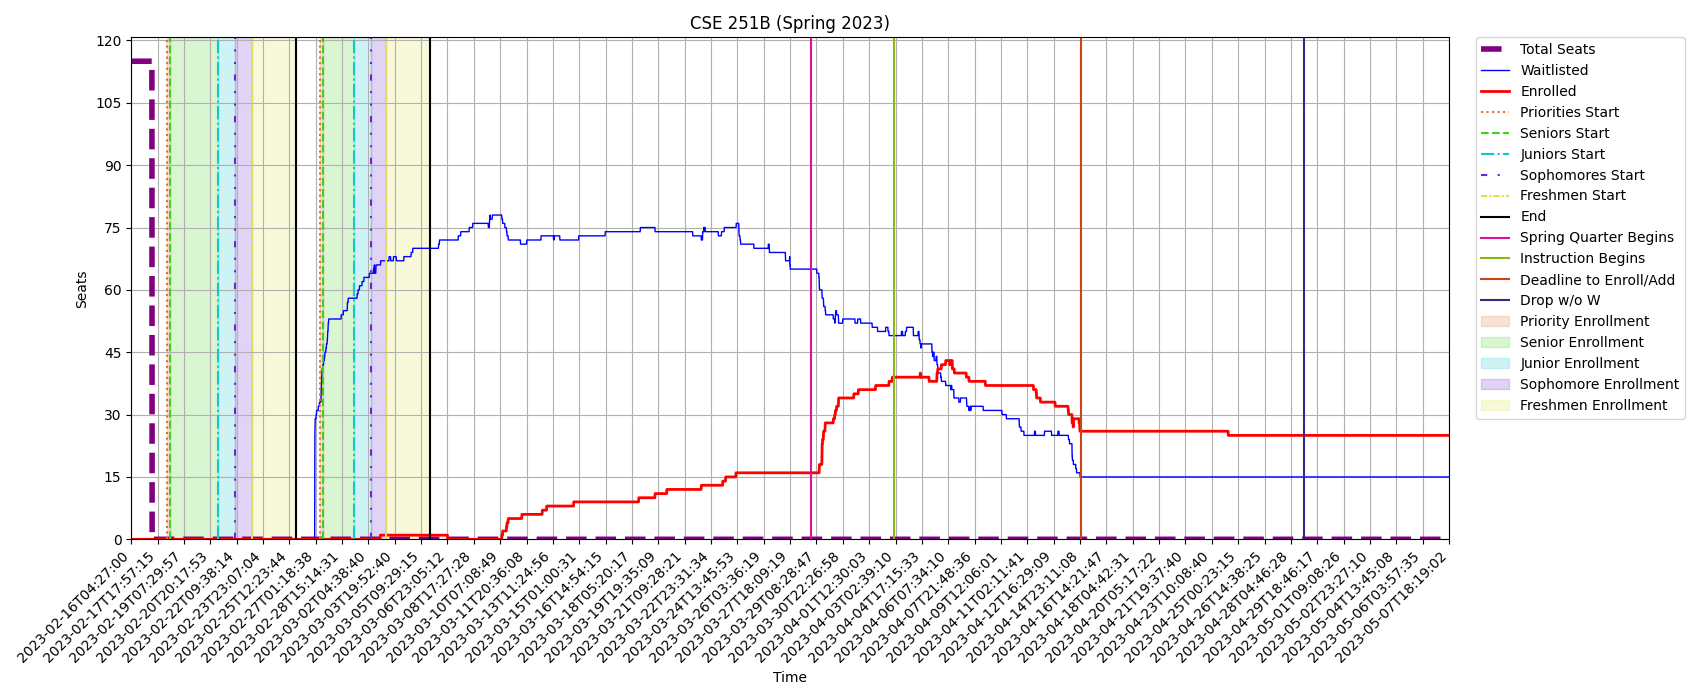 CSE 251B (Spring 2023)
Seats
120
105
90
75
60
45
30
15
0
2023-02-16T04:27:00
2023-02-17T17:57:15
2023-02-19T07:29:57
2023-02-20T20:17:53
2023-02-22T09:38:14
2023-02-23T23:07:04
2023-02-25T12:23:44
2023-02-27T01:18:38
2023-02-28T15:14:31
2023-03-02T04:38:40
2023-03-03T19:52:40
2023-03-05T09:29:15
2023-03-06T23:05:12
2023-03-08T17:27:28
2023-03-10T07:08:49
2023-03-11T20:36:08
2023-03-13T11:24:56
2023-03-15T01:00:31
2023-03-16T14:54:15
2023-03-18T05:20:17
2023-03-19T19:35:09
2023-03-21T09:28:21
2023-03-22T23:31:34
2023-03-24T13:45:53
2023-03-26T03:36:19
2023-03-27T18:09:19
2023-03-29T08:28:47
2023-03-30T22:26:58
2023-04-01T12:30:03
2023-04-03T02:39:10
2023-04-04T17:15:33
2023-04-06T07:34:10
2023-04-07T21:48:36
2023-04-09T12:06:01
2023-04-11T02:11:41
2023-04-12T16:29:09
2023-04-14T23:11:08
2023-04-16T14:21:47
2023-04-18T04:42:31
2023-04-20T05:17:22
2023-04-21T19:37:40
2023-04-23T10:08:40
2023-04-25T00:23:15
2023-04-26T14:38:25
2023-04-28T04:46:28
2023-04-29T18:46:17
2023-05-01T09:08:26
2023-05-02T23:27:10
2023-05-04T13:45:08
2023-05-06T03:57:35
2023-05-07T18:19:02
Time
Total Seats
Waitlisted
Enrolled
Priorities Start
Seniors Start
Juniors Start
Sophomores Start
Freshmen Start
End
Spring Quarter Begins
Instruction Begins
Deadline to Enroll/Add
Drop w/o W
Priority Enrollment
Senior Enrollment
Junior Enrollment
Sophomore Enrollment
Freshmen Enrollment